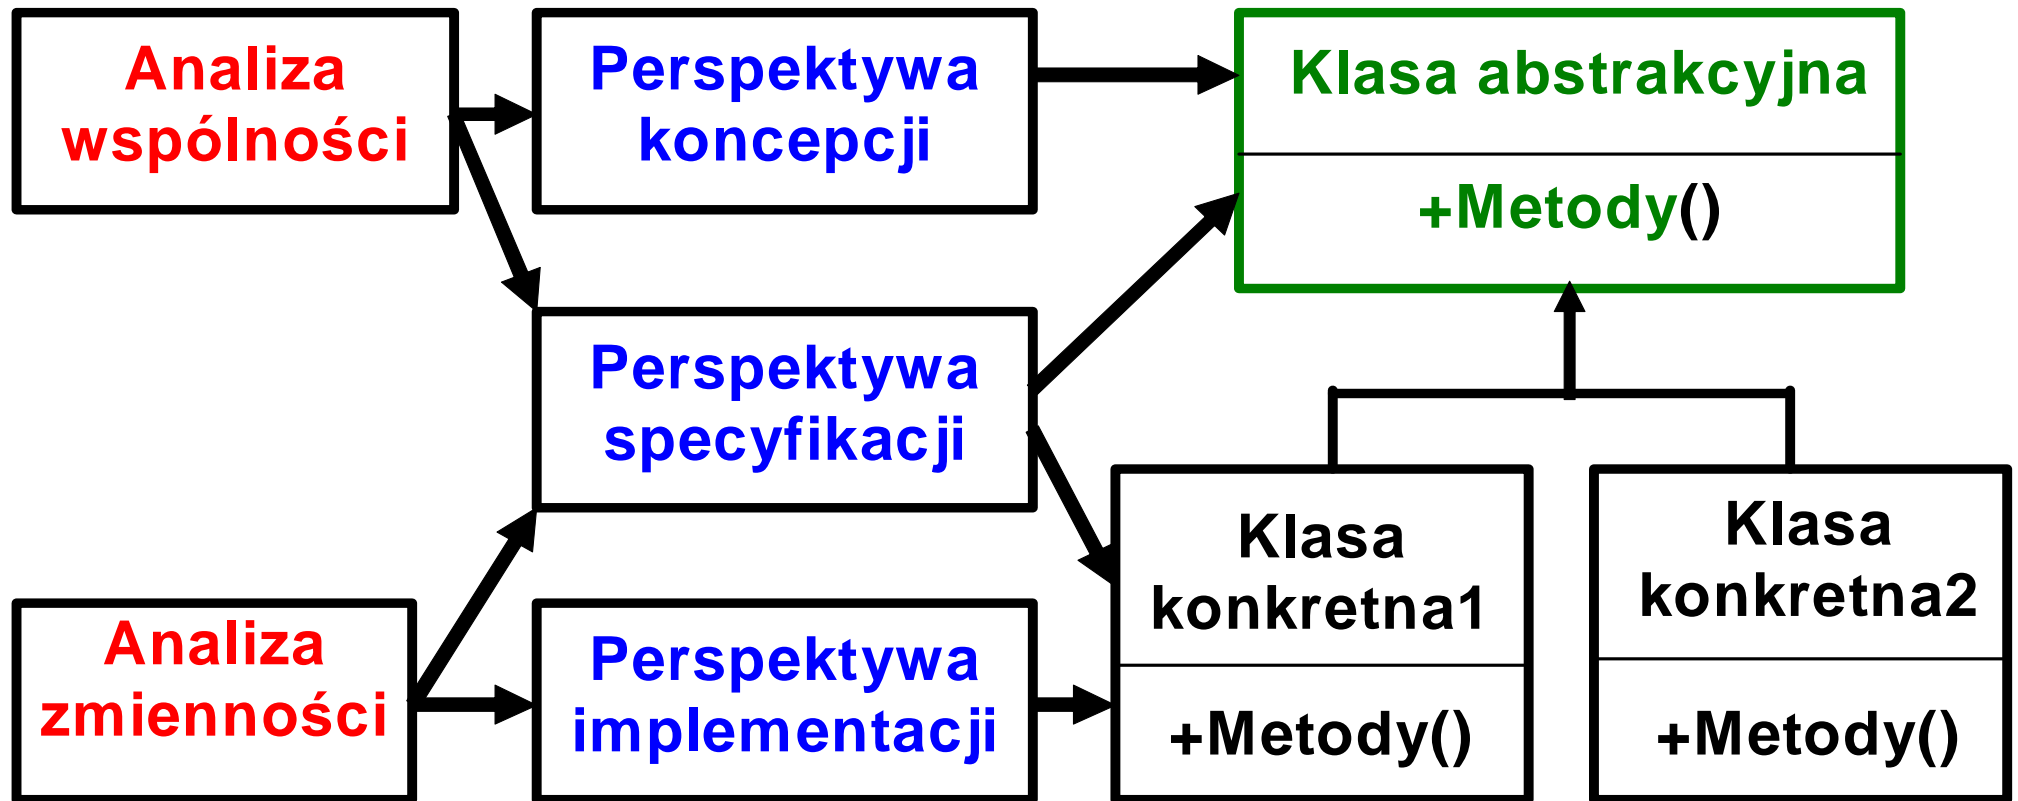 Analiza
wspólności
Perspektywa
koncepcji
Klasa abstrakcyjna
+Metody()
Perspektywa
specyfikacji
Analiza
zmienności
Perspektywa
implementacji
Klasa
konkretna1
+Metody()
Klasa
konkretna2
+Metody()